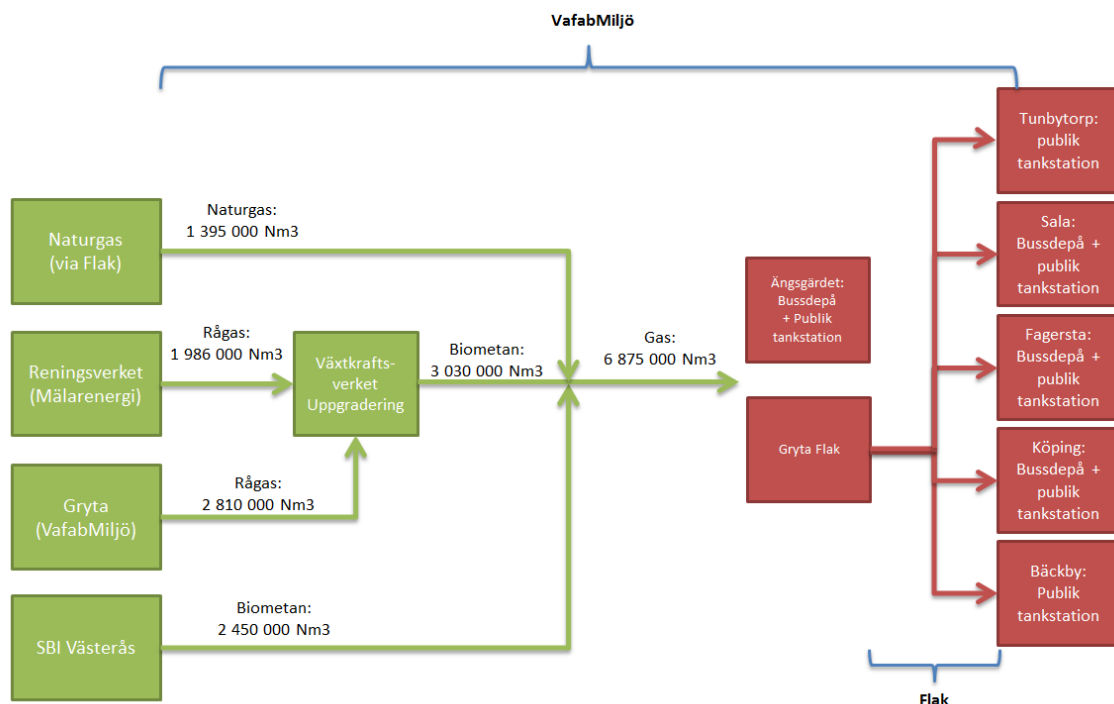 VafabMiljö
Tunbytorp:
publik
tankstation
Naturgas:
1 395 000 Nm3
Naturgas
(via Flak)
Sala:
Bussdepå +
publik
tankstation
Ängsgärdet:
Bussdepå
+ Publik
tankstation
Rågas:
1 986 000 Nm3
Reningsverket
(Mälarenergi)
Växtkrafts-
verket
Uppgradering
Biometan:
3 030 000 Nm3
Gas:
6 875 000 Nm3
Fagersta:
Bussdepå +
publik
tankstation
Gryta Flak
Köping:
Bussdepå +
publik
tankstation
Rågas:
2 810 000 Nm3
Gryta
(VafabMiljö)
Bäckby:
Publik
tankstation
Biometan:
2 450 000 Nm3
SBI Västerås
Flak